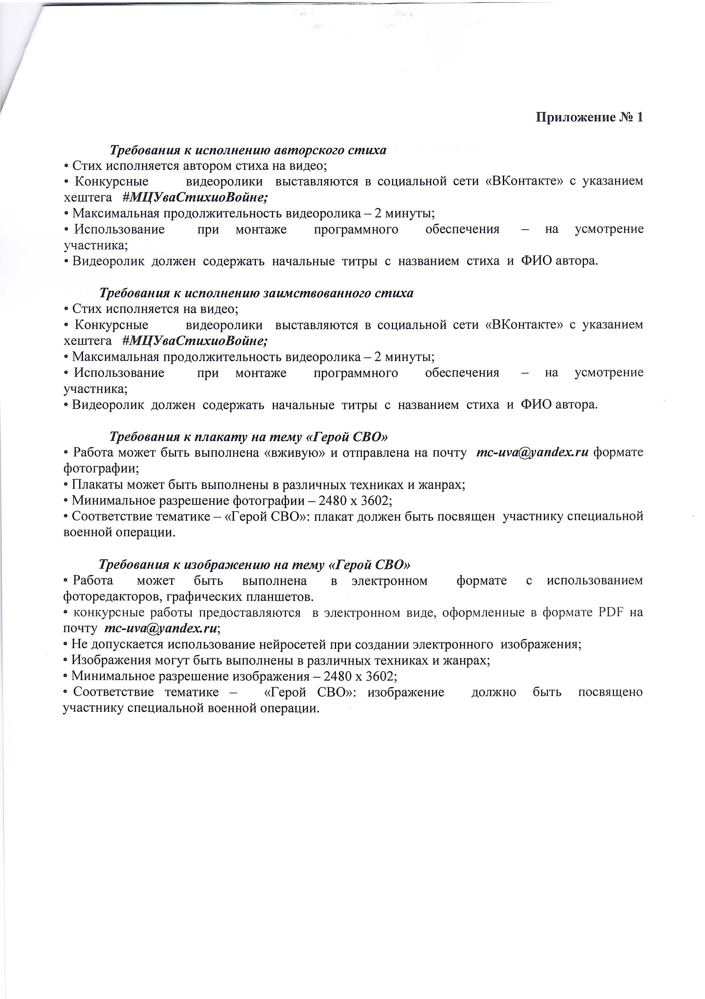 Приложение № 1
Требования к исполнению авторского стиха
• Стих исполняется автором стиха на видео;
• Конкурсные видеоролики выставляются в социальной сети «ВКонтакте» с указанием
хештега #МЦУваСтихиоВойне;
• Максимальная продолжительность видеоролика – 2 минуты;
• Использование при монтаже программного обеспечения – на усмотрение
участника;
• Видеоролик должен содержать начальные титры с названием стиха и ФИО автора.
Требования к исполнению заимствованного стиха
• Стих исполняется на видео;
• Конкурсные видеоролики выставляются в социальной сети «ВКонтакте» с указанием
хештега #МЦУваСтихиоВойне;
• Максимальная продолжительность видеоролика – 2 минуты;
• Использование при монтаже программного обеспечения – на усмотрение
участника;
• Видеоролик должен содержать начальные титры с названием стиха и ФИО автора.
Требования к плакату на тему «Герой СВО»
• Работа может быть выполнена «вживую» и отправлена на почту mc-uva@yandex.ru формате
фотографии;
• Плакаты может быть выполнены в различных техниках и жанрах;
• Минимальное разрешение фотографии – 2480 х 3602;
• Соответствие тематике – «Герой СВО»: плакат должен быть посвящен участнику специальной
военной операции.
Требования к изображению на тему «Герой СВО»
• Работа может быть выполнена в электронном формате с использованием
фоторедакторов, графических планшетов.
• конкурсные работы предоставляются в электронном виде, оформленные в формате PDF на
почту mc-uva@yandex.ru;
• Не допускается использование нейросетей при создании электронного изображения;
• Изображения могут быть выполнены в различных техниках и жанрах;
• Минимальное разрешение изображения – 2480 х 3602;
• Соответствие тематике – «Герой СВО»: изображение должно быть посвящено
участнику специальной военной операции.